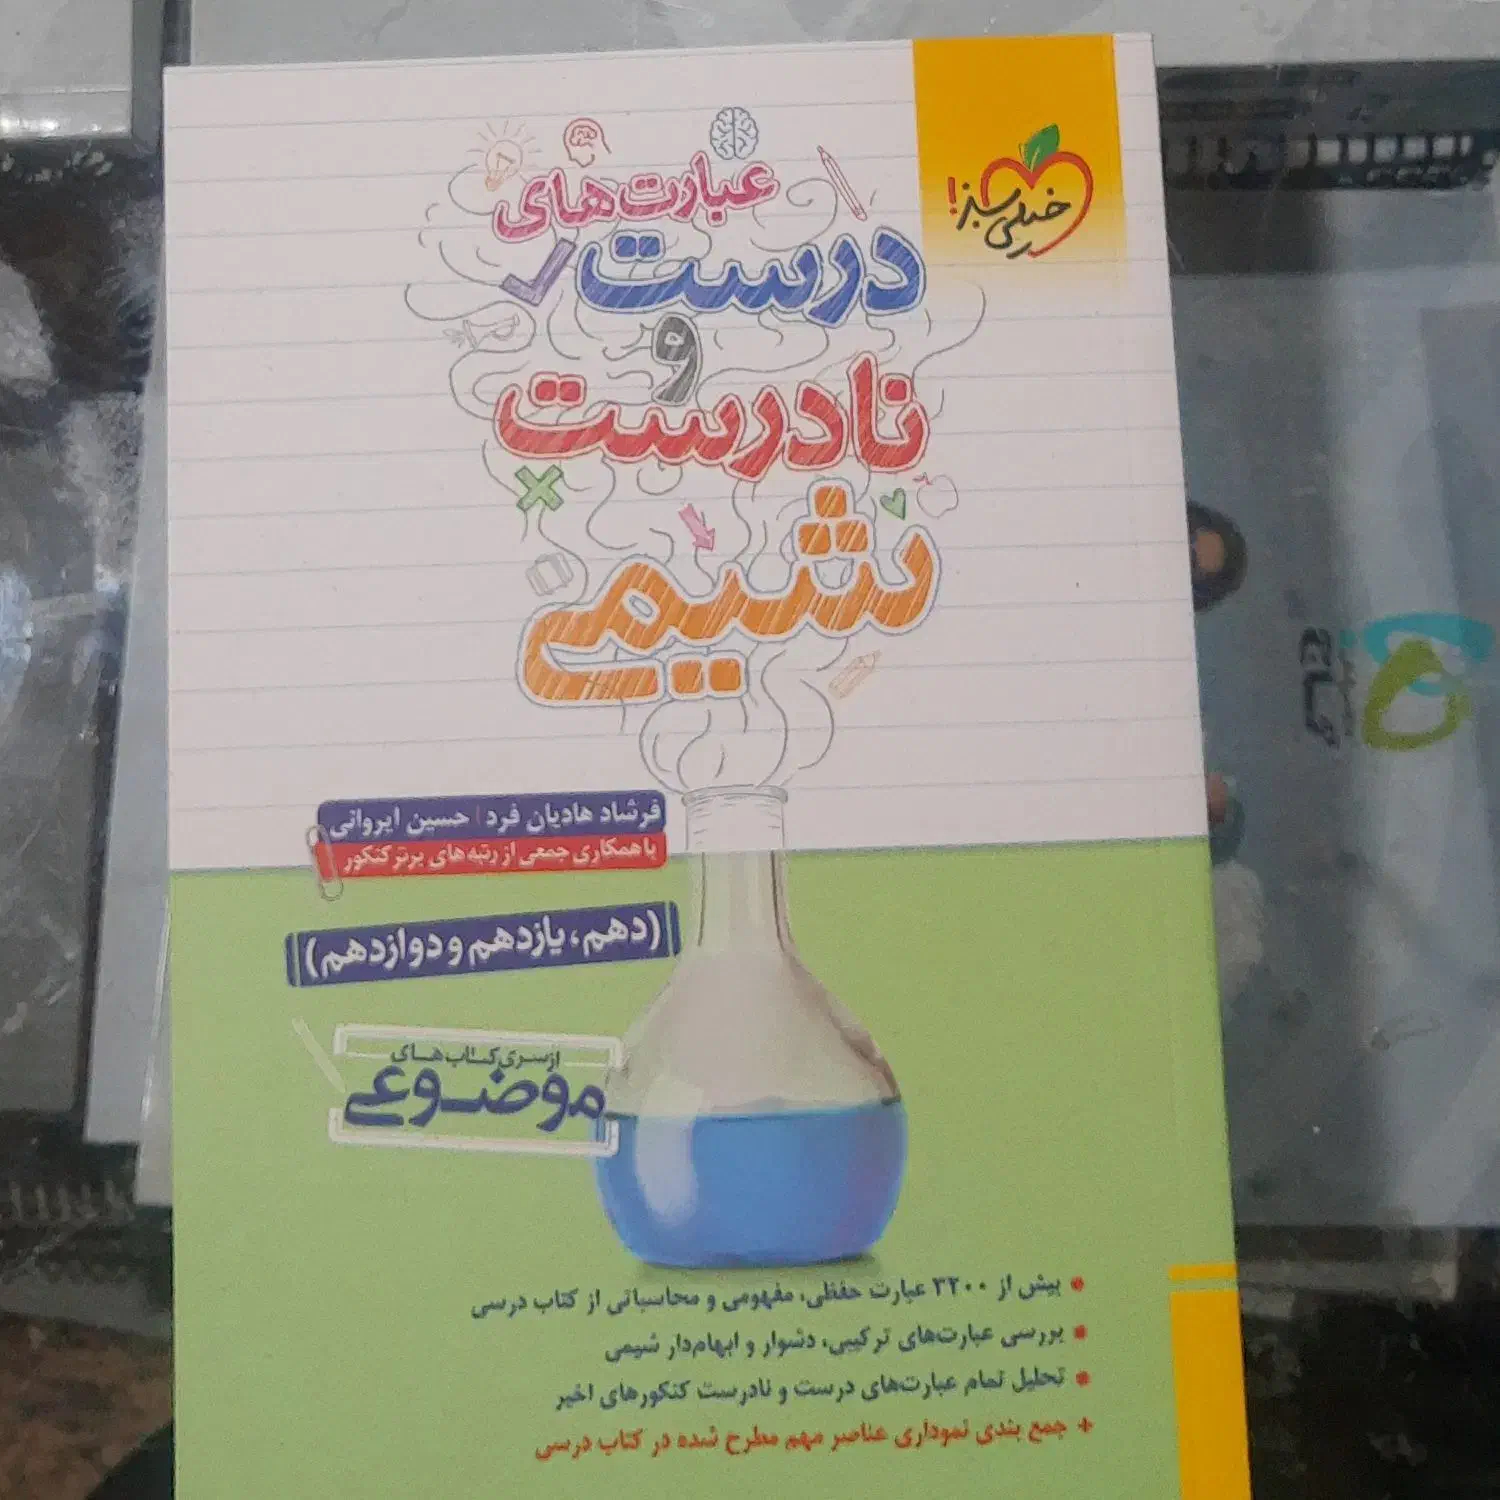 خیلی سبز!
عبارت‌های
درست
و
نادرست
شیمی
فرشاد هادیان فرد | حسین ایروانی
با همکاری جمعی از رتبه‌های برتر کنکور
(دهم، یازدهم و دوازدهم)
از سری کتاب‌های
موضوعی
• بیش از ۳۲۰۰ عبارت حفظی، مفهومی و محاسباتی از کتاب درسی
• بررسی عبارت‌های ترکیبی، دشوار و ابهام‌دار شیمی
• تحلیل تمام عبارت‌های درست و نادرست کنکورهای اخیر
+ جمع بندی نموداری عناصر مهم مطرح شده در کتاب درسی